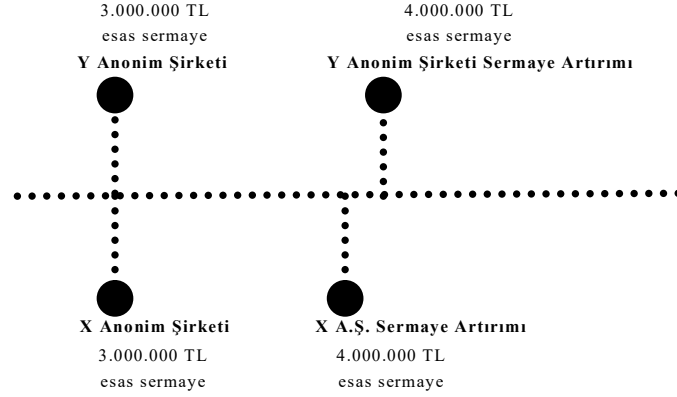 3.000.000 TL
esas sermaye
Y Anonim Şirketi
4.000.000 TL
esas sermaye
Y Anonim Şirketi Sermaye Artırımı
X Anonim Şirketi
3.000.000 TL
esas sermaye
X A.Ş. Sermaye Artırımı
4.000.000 TL
esas sermaye